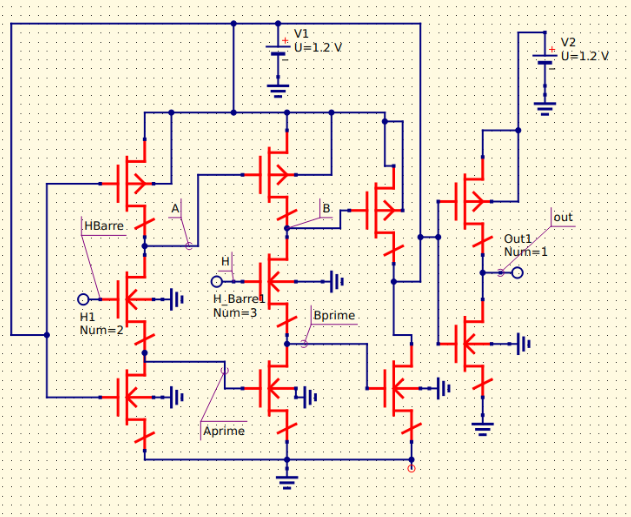 V1
U=1.2 V
V2
U=1.2 V
+
−
+
−
A
B
out
HBarre
Out1
Num=1
H
H_Barre1
Num=3
H1
Num=2
Bprime
Aprime